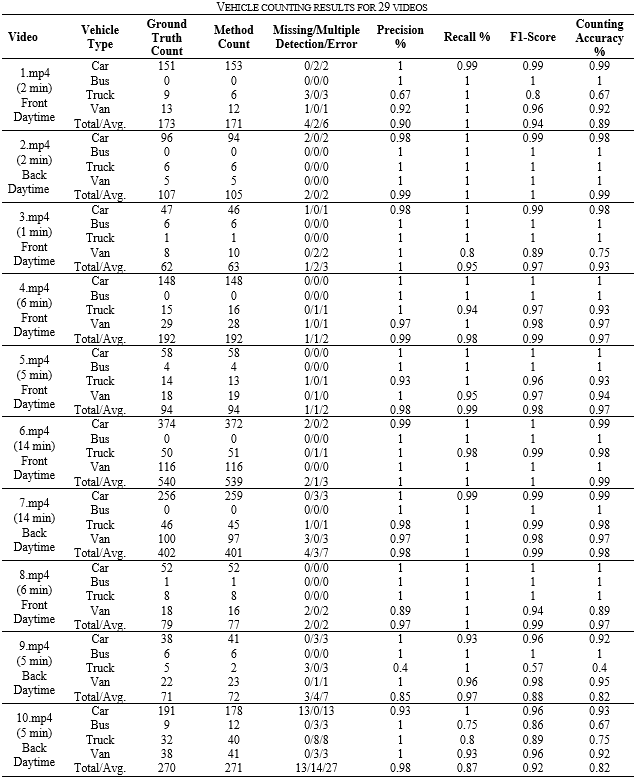 VEHICLE COUNTING RESULTS FOR 29 VIDEOS
Video Vehicle Type Ground Truth Count Method Count Missing/Multiple Detection/Error Precision % Recall % F1-Score Counting Accuracy %
1.mp4 (2 min) Front Daytime
Car 151 153 0/2/2 1 0.99 0.99 0.99
Bus 0 0 0/0/0 1 1 1 1
Truck 9 6 3/0/3 0.67 1 0.8 0.67
Van 13 12 1/0/1 0.92 1 0.96 0.92
Total/Avg. 173 171 4/2/6 0.90 1 0.94 0.89
2.mp4 (2 min) Back Daytime
Car 96 94 2/0/2 0.98 1 0.99 0.98
Bus 0 0 0/0/0 1 1 1 1
Truck 6 6 0/0/0 1 1 1 1
Van 5 5 0/0/0 1 1 1 1
Total/Avg. 107 105 2/0/2 0.99 1 1 0.99
3.mp4 (1 min) Front Daytime
Car 47 46 1/0/1 0.98 1 0.99 0.98
Bus 6 6 0/0/0 1 1 1 1
Truck 1 1 0/0/0 1 1 1 1
Van 8 10 0/2/2 1 0.8 0.89 0.75
Total/Avg. 62 63 1/2/3 1 0.95 0.97 0.93
4.mp4 (6 min) Front Daytime
Car 148 148 0/0/0 1 1 1 1
Bus 0 0 0/0/0 1 1 1 1
Truck 15 16 0/1/1 1 0.94 0.97 0.93
Van 29 28 1/0/1 0.97 1 0.98 0.97
Total/Avg. 192 192 1/1/2 0.99 0.98 0.99 0.97
5.mp4 (5 min) Front Daytime
Car 58 58 0/0/0 1 1 1 1
Bus 4 4 0/0/0 1 1 1 1
Truck 14 13 1/0/1 0.93 1 0.96 0.93
Van 18 19 0/1/0 1 0.95 0.97 0.94
Total/Avg. 94 94 1/1/2 0.98 0.99 0.98 0.97
6.mp4 (14 min) Front Daytime
Car 374 372 2/0/2 0.99 1 1 0.99
Bus 0 0 0/0/0 1 1 1 1
Truck 50 51 0/1/1 1 0.98 0.99 0.98
Van 116 116 0/0/0 1 1 1 1
Total/Avg. 540 539 2/1/3 1 1 1 0.99
7.mp4 (14 min) Back Daytime
Car 256 259 0/3/3 1 0.99 0.99 0.99
Bus 0 0 0/0/0 1 1 1 1
Truck 46 45 1/0/1 0.98 1 0.99 0.98
Van 100 97 3/0/3 0.97 1 0.98 0.97
Total/Avg. 402 401 4/3/7 0.98 1 0.99 0.98
8.mp4 (6 min) Front Daytime
Car 52 52 0/0/0 1 1 1 1
Bus 1 1 0/0/0 1 1 1 1
Truck 8 8 0/0/0 1 1 1 1
Van 18 16 2/0/2 0.89 1 0.94 0.89
Total/Avg. 79 77 2/0/2 0.97 1 0.99 0.97
9.mp4 (5 min) Back Daytime
Car 38 41 0/3/3 1 0.93 0.96 0.92
Bus 6 6 0/0/0 1 1 1 1
Truck 5 2 3/0/3 0.4 1 0.57 0.4
Van 22 23 0/1/1 1 0.96 0.98 0.95
Total/Avg. 71 72 3/4/7 0.85 0.97 0.88 0.82
10.mp4 (5 min) Back Daytime
Car 191 178 13/0/13 0.93 1 0.96 0.93
Bus 9 12 0/3/3 1 0.75 0.86 0.67
Truck 32 40 0/8/8 1 0.8 0.89 0.75
Van 38 41 0/3/3 1 0.93 0.96 0.92
Total/Avg. 270 271 13/14/27 0.98 0.87 0.92 0.82